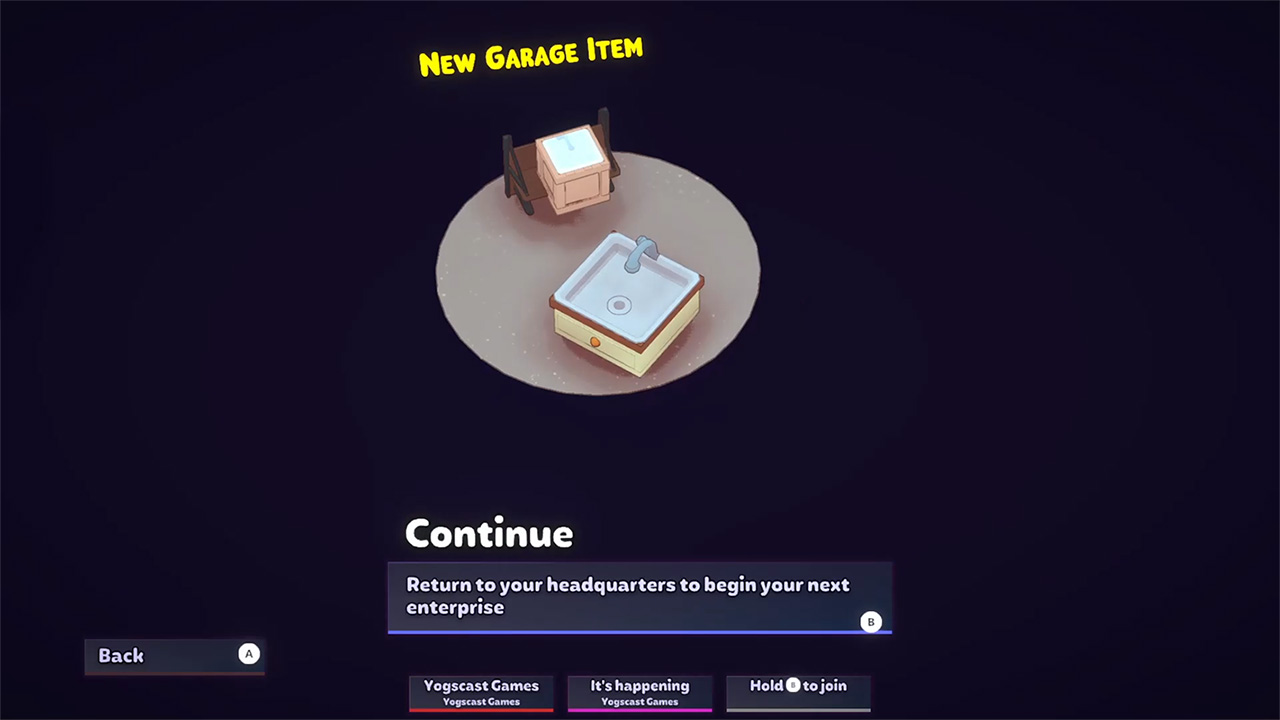 New Garage Item
Continue
Return to your headquarters to begin your next
enterprise
B
Back A
Yogscast Games
Yogscast Games
It's happening
Yogscast Games
Hold B to join